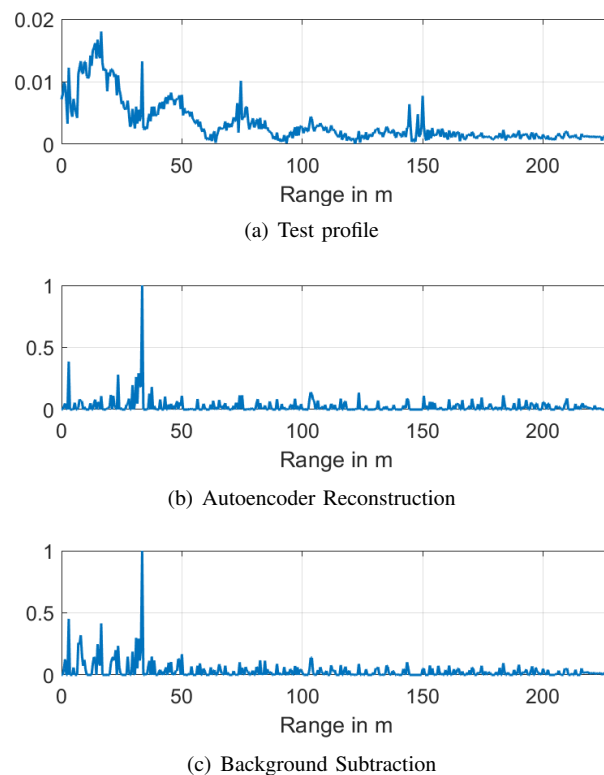 0.02
0.01
0
0 50 100 150 200
Range in m
(a) Test profile
1
0.5
0
0 50 100 150 200
Range in m
(b) Autoencoder Reconstruction
1
0.5
0
0 50 100 150 200
Range in m
(c) Background Subtraction